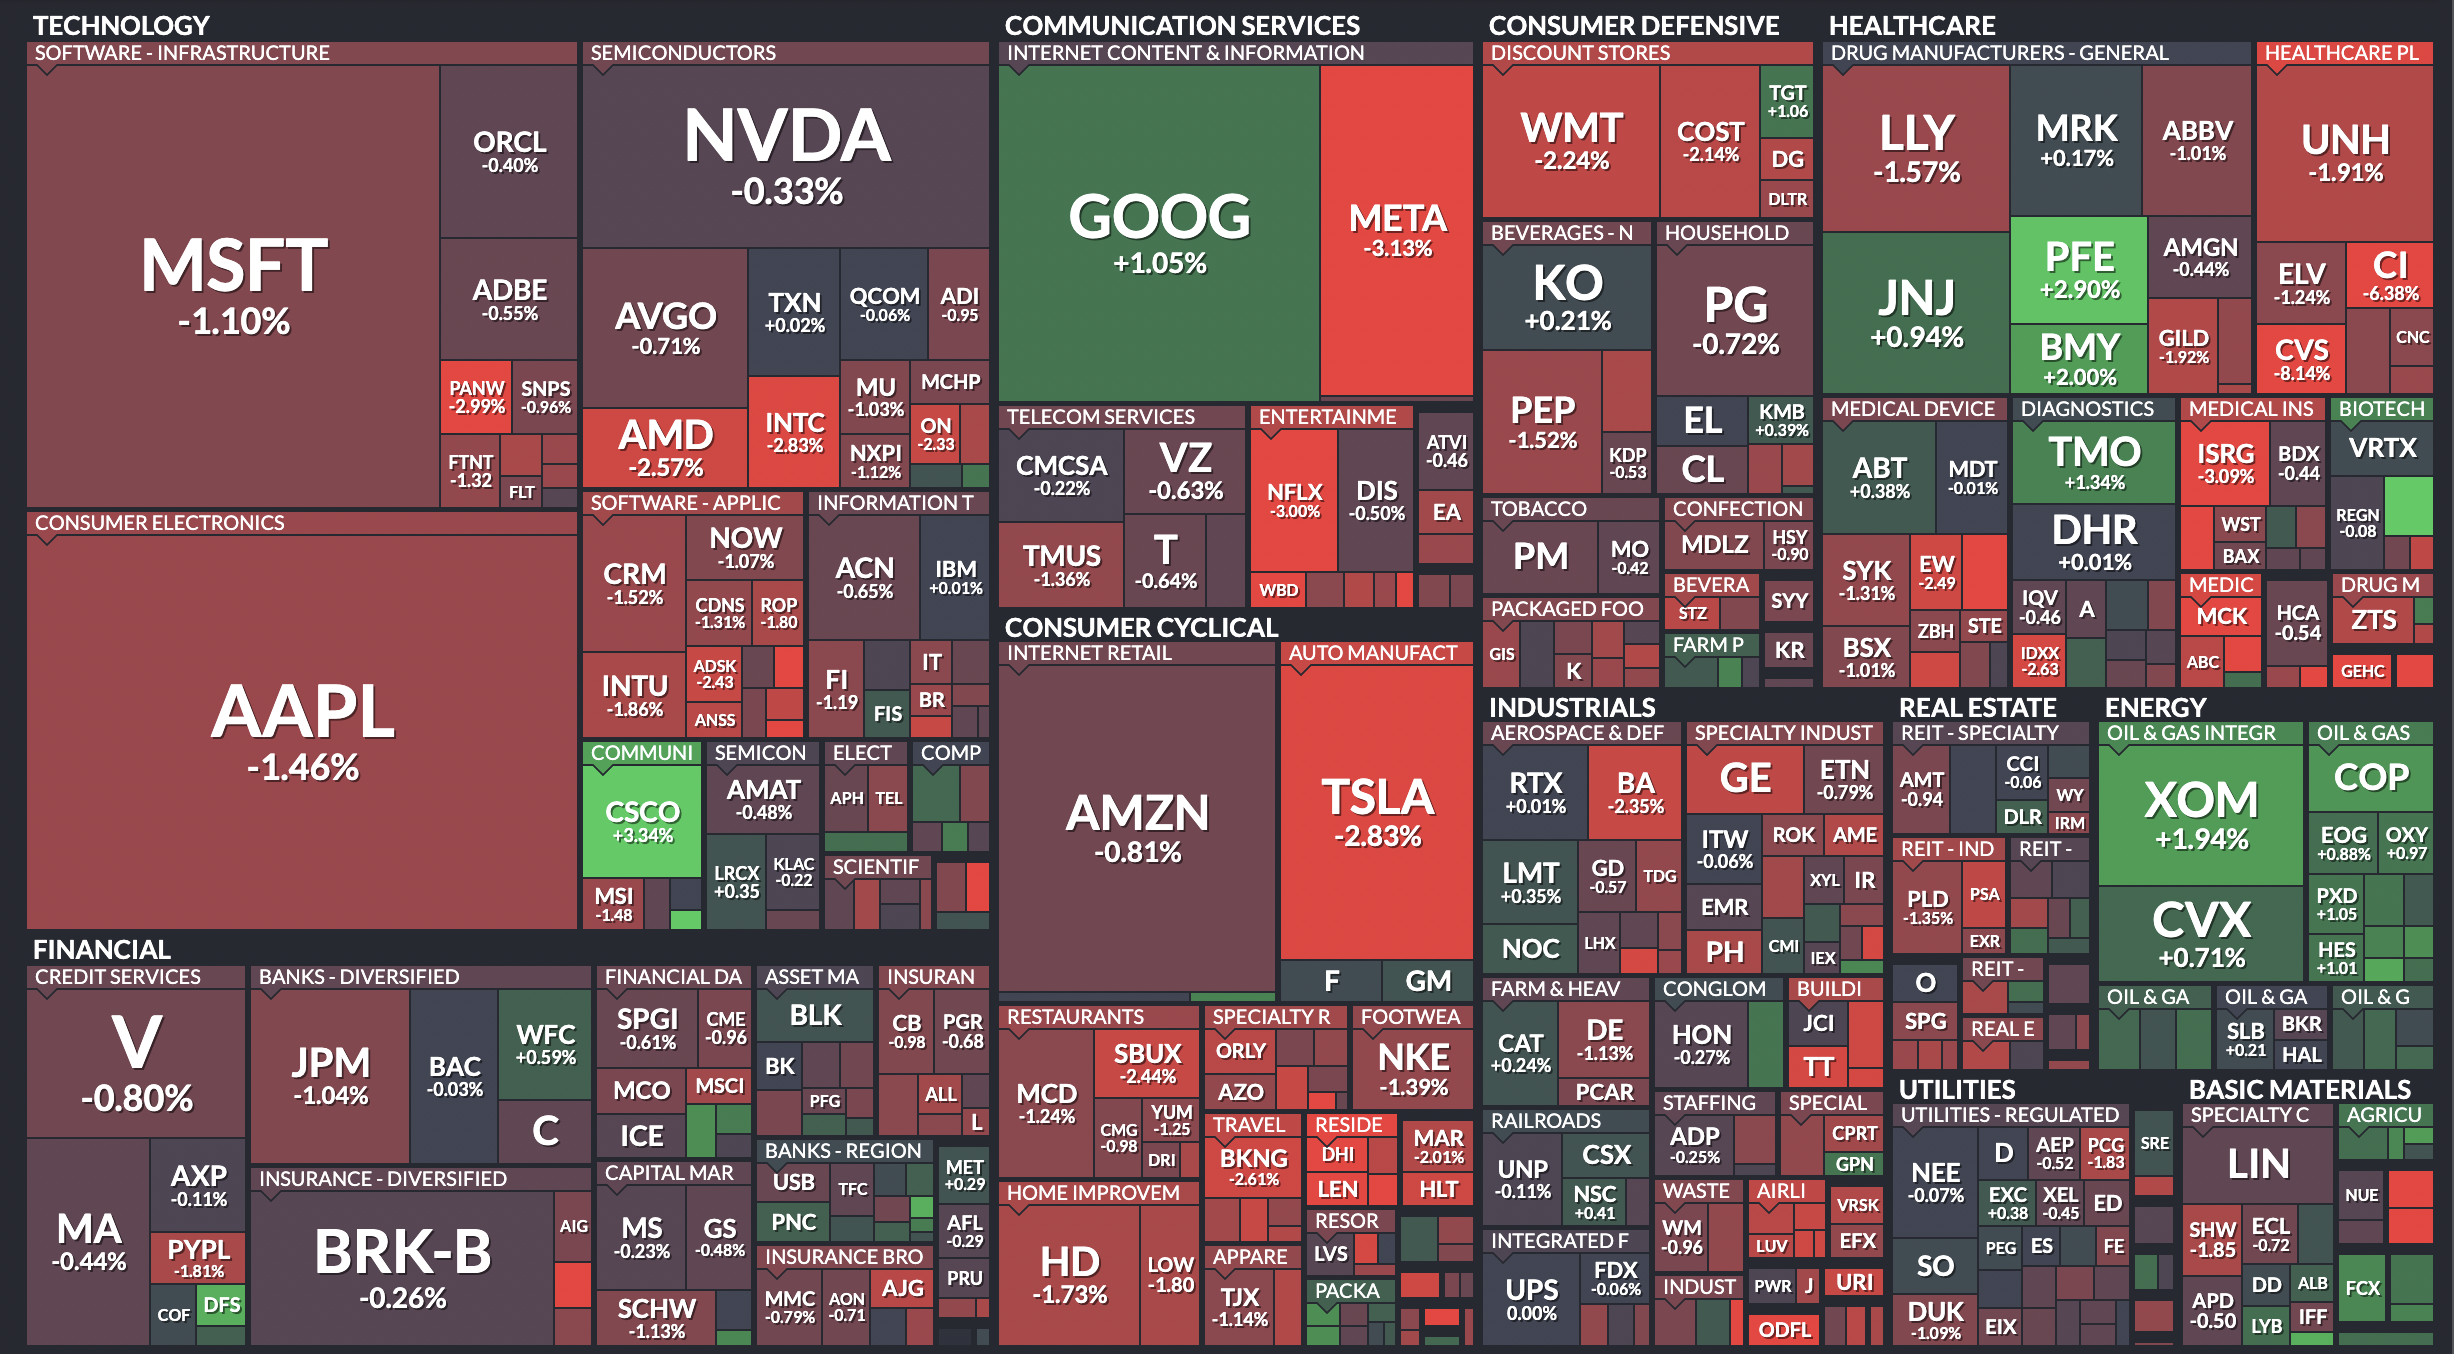 TECHNOLOGY
SOFTWARE - INFRASTRUCTURE
MSFT
-1.10%
ORCL
-0.40%
ADBE
-0.55%
PANW
-2.99%
SNPS
-0.96%
FTNT
-1.32
FLT
CONSUMER ELECTRONICS
AAPL
-1.46%
SEMICONDUCTORS
NVDA
-0.33%
AVGO
-0.71%
TXN
+0.02%
QCOM
-0.06%
ADI
-0.95
AMD
-2.57%
INTC
-2.83%
MU
-1.03%
MCHP
NXPI
-1.12%
ON
-2.33
SOFTWARE - APPLIC
CRM
-1.52%
NOW
-1.07%
CDNS
-1.31%
ROP
-1.80
INTU
-1.86%
ADSK
-2.43
ANSS
INFORMATION T
ACN
-0.65%
IBM
+0.01%
FI
-1.19
IT
FIS
BR
COMMUNI
CSCO
+3.34%
MSI
-1.48
SEMICON
AMAT
-0.48%
LRCX
+0.35
KLAC
-0.22
ELECT
APH
TEL
COMP
SCIENTIF
COMMUNICATION SERVICES
INTERNET CONTENT & INFORMATION
GOOG
+1.05%
META
-3.13%
TELECOM SERVICES
CMCSA
-0.22%
VZ
-0.63%
TMUS
-1.36%
T
-0.64%
ENTERTAINME
NFLX
-3.00%
DIS
-0.50%
WBD
ATVI
-0.46
EA
CONSUMER CYCLICAL
INTERNET RETAIL
AMZN
-0.81%
AUTO MANUFACT
TSLA
-2.83%
F
GM
RESTAURANTS
MCD
-1.24%
SBUX
-2.44%
CMG
-0.98
YUM
-1.25
DRI
HOME IMPROVEM
HD
-1.73%
LOW
-1.80
SPECIALTY R
ORLY
AZO
FOOTWEA
NKE
-1.39%
TRAVEL
BKNG
-2.61%
RESIDE
DHI
LEN
MAR
-2.01%
HLT
RESOR
LVS
APPARE
TJX
-1.14%
PACKA
CONSUMER DEFENSIVE
DISCOUNT STORES
WMT
-2.24%
COST
-2.14%
TGT
+1.06
DG
DLTR
BEVERAGES - N
KO
+0.21%
PEP
-1.52%
KDP
-0.53
HOUSEHOLD
PG
-0.72%
EL
KMB
+0.39%
CL
TOBACCO
PM
MO
-0.42
CONFECTION
MDLZ
HSY
-0.90
PACKAGED FOO
GIS
K
BEVERA
STZ
SYY
FARM P
KR
HEALTHCARE
DRUG MANUFACTURERS - GENERAL
LLY
-1.57%
MRK
+0.17%
ABBV
-1.01%
JNJ
+0.94%
PFE
+2.90%
AMGN
-0.44%
BMY
+2.00%
GILD
-1.92%
HEALTHCARE PL
UNH
-1.91%
ELV
-1.24%
CI
-6.38%
CVS
-8.14%
CNC
MEDICAL DEVICE
ABT
+0.38%
MDT
-0.01%
SYK
-1.31%
EW
-2.49
BSX
-1.01%
ZBH
STE
DIAGNOSTICS
TMO
+1.34%
DHR
+0.01%
IQV
-0.46
A
IDXX
-2.63
MEDICAL INS
ISRG
-3.09%
BDX
-0.44
WST
BAX
BIOTECH
VRTX
REGN
-0.08
MEDIC
MCK
ABC
HCA
-0.54
DRUG M
ZTS
GEHC
INDUSTRIALS
AEROSPACE & DEF
RTX
+0.01%
BA
-2.35%
LMT
+0.35%
GD
-0.57
TDG
NOC
LHX
SPECIALTY INDUST
GE
ETN
-0.79%
ITW
-0.06%
ROK
AME
EMR
XYL
IR
PH
CMI
IEX
FARM & HEAV
CAT
+0.24%
DE
-1.13%
PCAR
CONGLOM
HON
-0.27%
BUILDI
JCI
TT
RAILROADS
UNP
-0.11%
CSX
NSC
+0.41
STAFFING
ADP
-0.25%
SPECIAL
CPRT
GPN
WASTE
WM
-0.96
AIRLI
LUV
VRSK
EFX
INTEGRATED F
UPS
0.00%
FDX
-0.06%
INDUST
PWR
J
URI
ODFL
REAL ESTATE
REIT - SPECIALTY
AMT
-0.94
CCI
-0.06
WY
DLR
IRM
REIT - IND
PLD
-1.35%
PSA
EXR
REIT -
O
REIT -
SPG
REAL E
ENERGY
OIL & GAS INTEGR
XOM
+1.94%
CVX
+0.71%
OIL & GAS
COP
EOG
+0.88%
OXY
+0.97
PXD
+1.05
HES
+1.01
OIL & GA
OIL & GA
SLB
+0.21
BKR
HAL
OIL & G
UTILITIES
UTILITIES - REGULATED
NEE
-0.07%
D
AEP
-0.52
PCG
-1.83
EXC
+0.38
XEL
-0.45
ED
SO
PEG
ES
FE
DUK
-1.09%
EIX
SRE
BASIC MATERIALS
SPECIALTY C
LIN
SHW
-1.85
ECL
-0.72
APD
-0.50
DD
ALB
LYB
IFF
AGRICU
NUE
FCX
FINANCIAL
CREDIT SERVICES
V
-0.80%
MA
-0.44%
AXP
-0.11%
PYPL
-1.81%
COF
DFS
BANKS - DIVERSIFIED
JPM
-1.04%
BAC
-0.03%
WFC
+0.59%
C
INSURANCE - DIVERSIFIED
BRK-B
-0.26%
AIG
FINANCIAL DA
SPGI
-0.61%
CME
-0.96
MCO
MSCI
ICE
CAPITAL MAR
MS
-0.23%
GS
-0.48%
SCHW
-1.13%
ASSET MA
BLK
BK
PFG
INSURAN
CB
-0.98
PGR
-0.68
ALL
L
BANKS - REGION
USB
TFC
PNC
MET
+0.29
AFL
-0.29
PRU
INSURANCE BRO
MMC
-0.79%
AON
-0.71
AJG